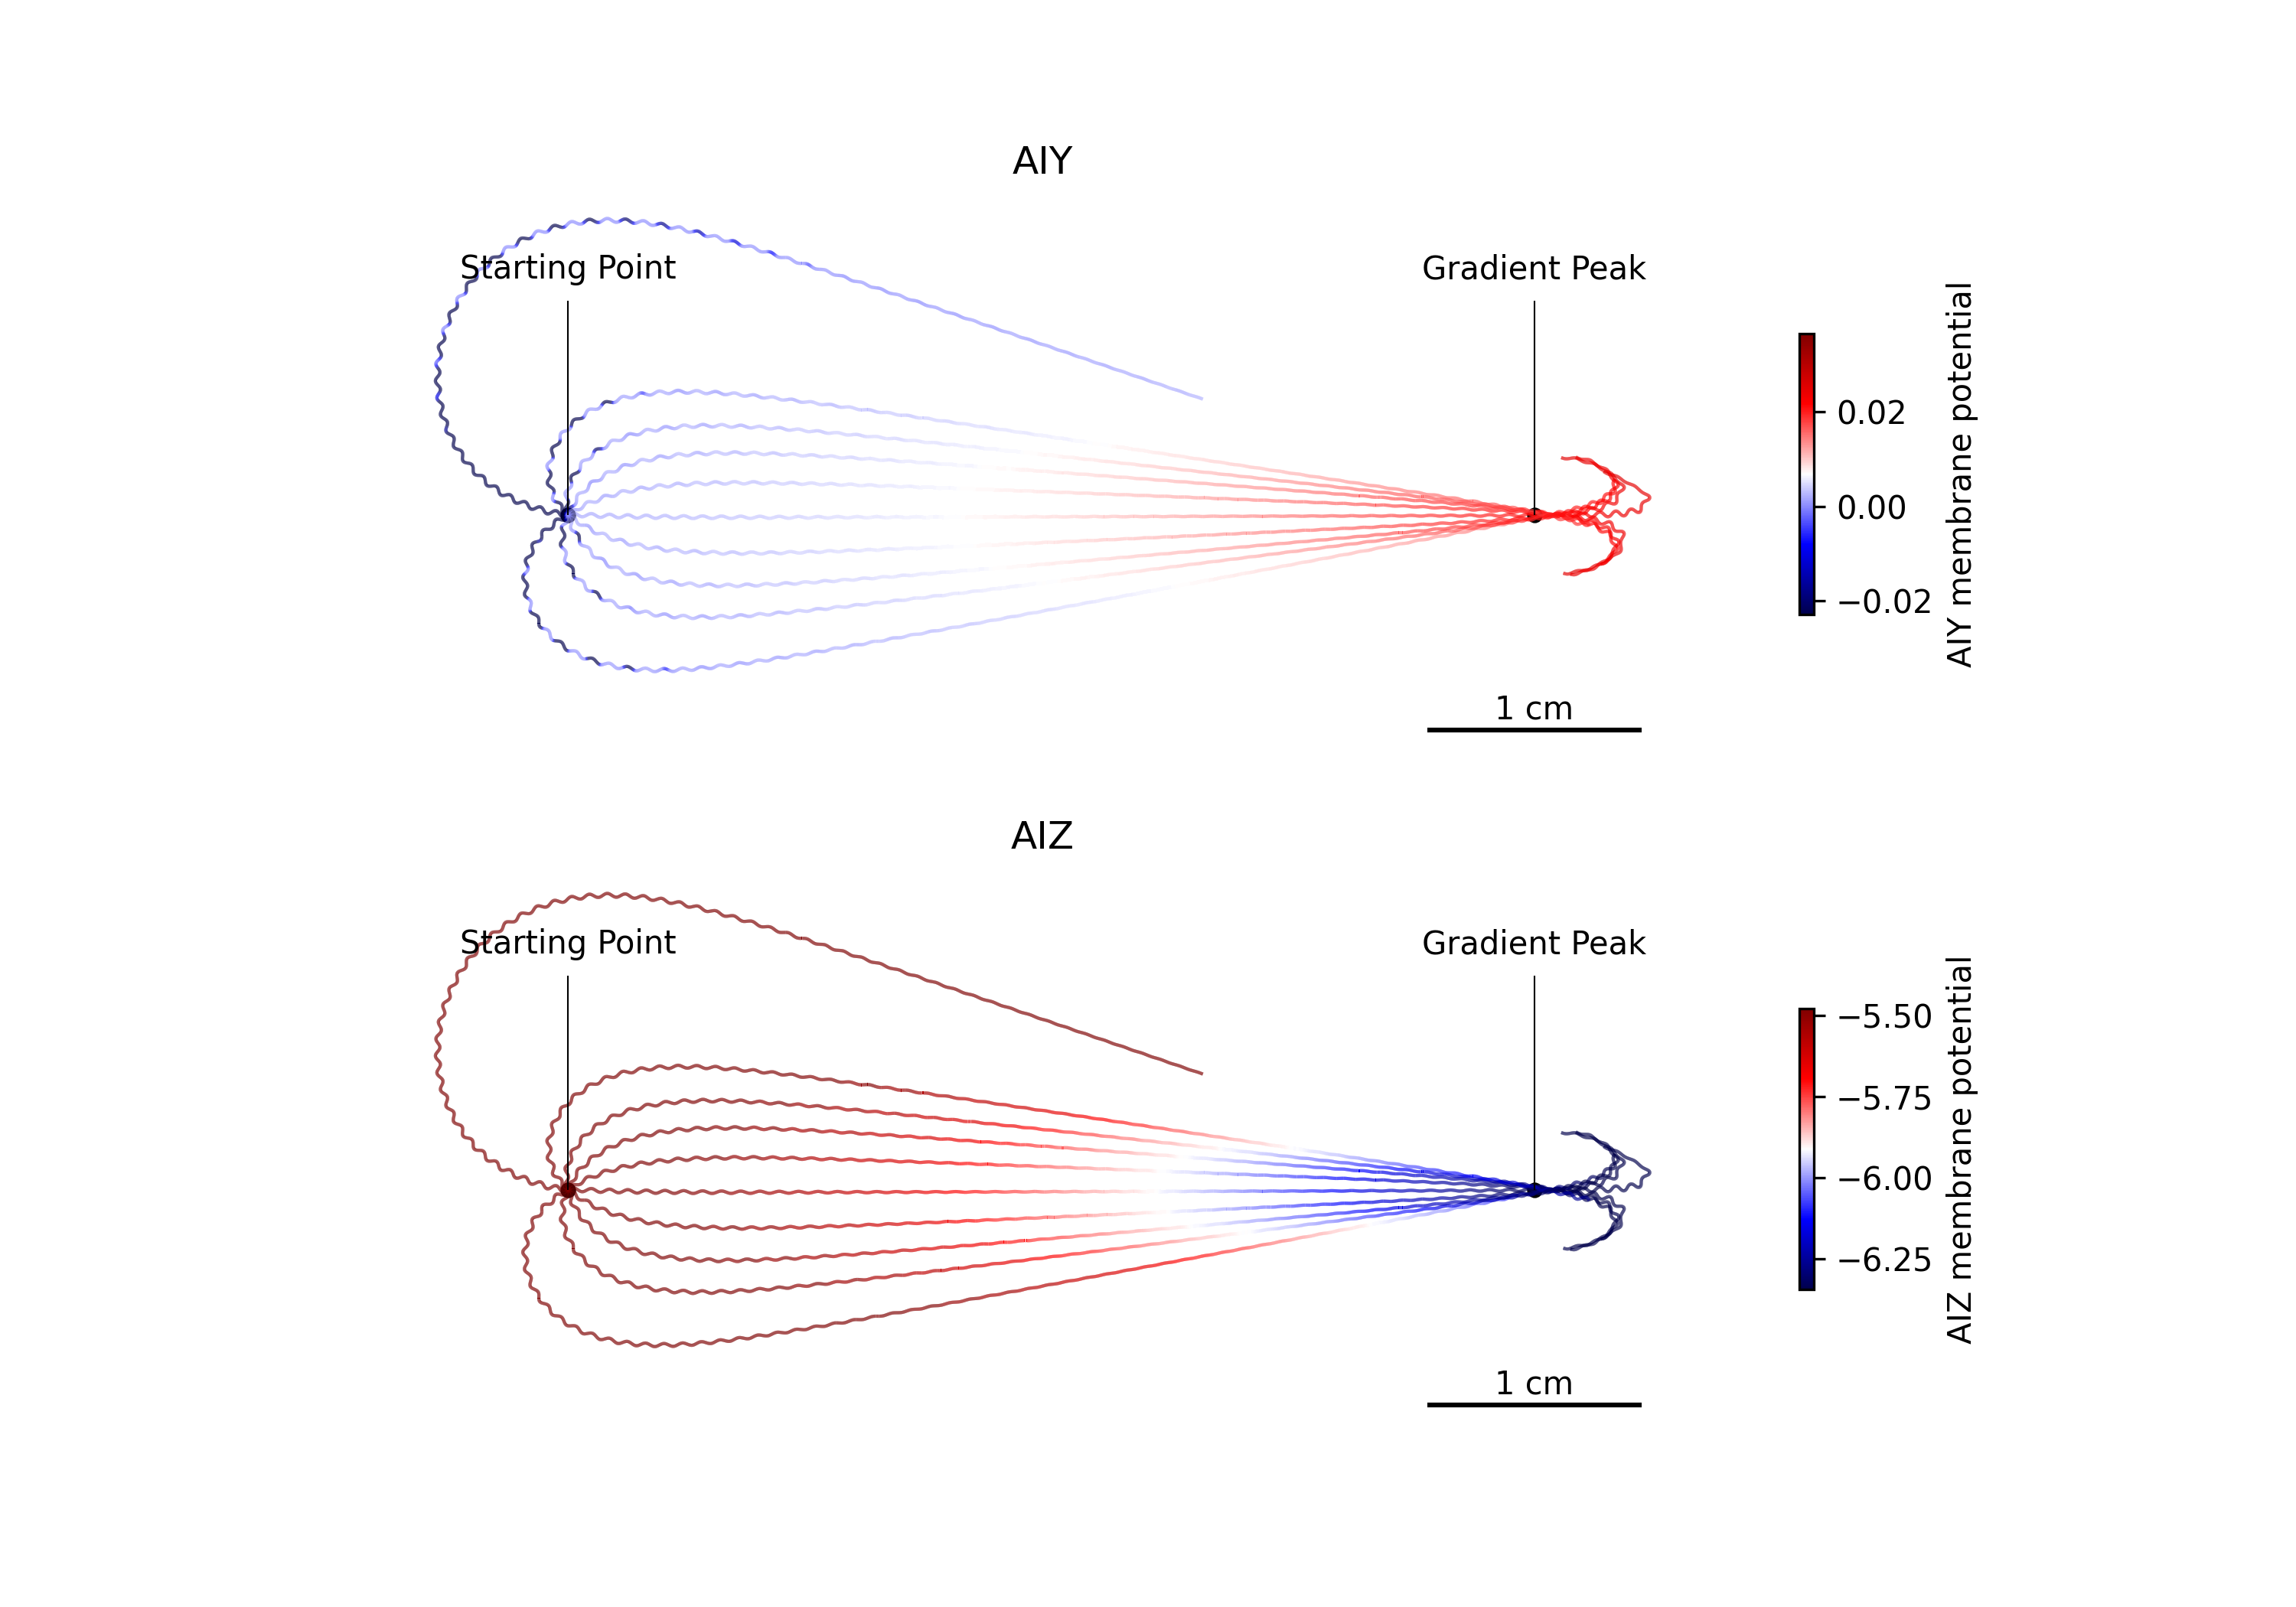 AIY
Starting Point
Gradient Peak
0.02
0.00
−0.02
AIY membrane potential
1 cm
AIZ
Starting Point
Gradient Peak
−5.50
−5.75
−6.00
−6.25
AIZ membrane potential
1 cm